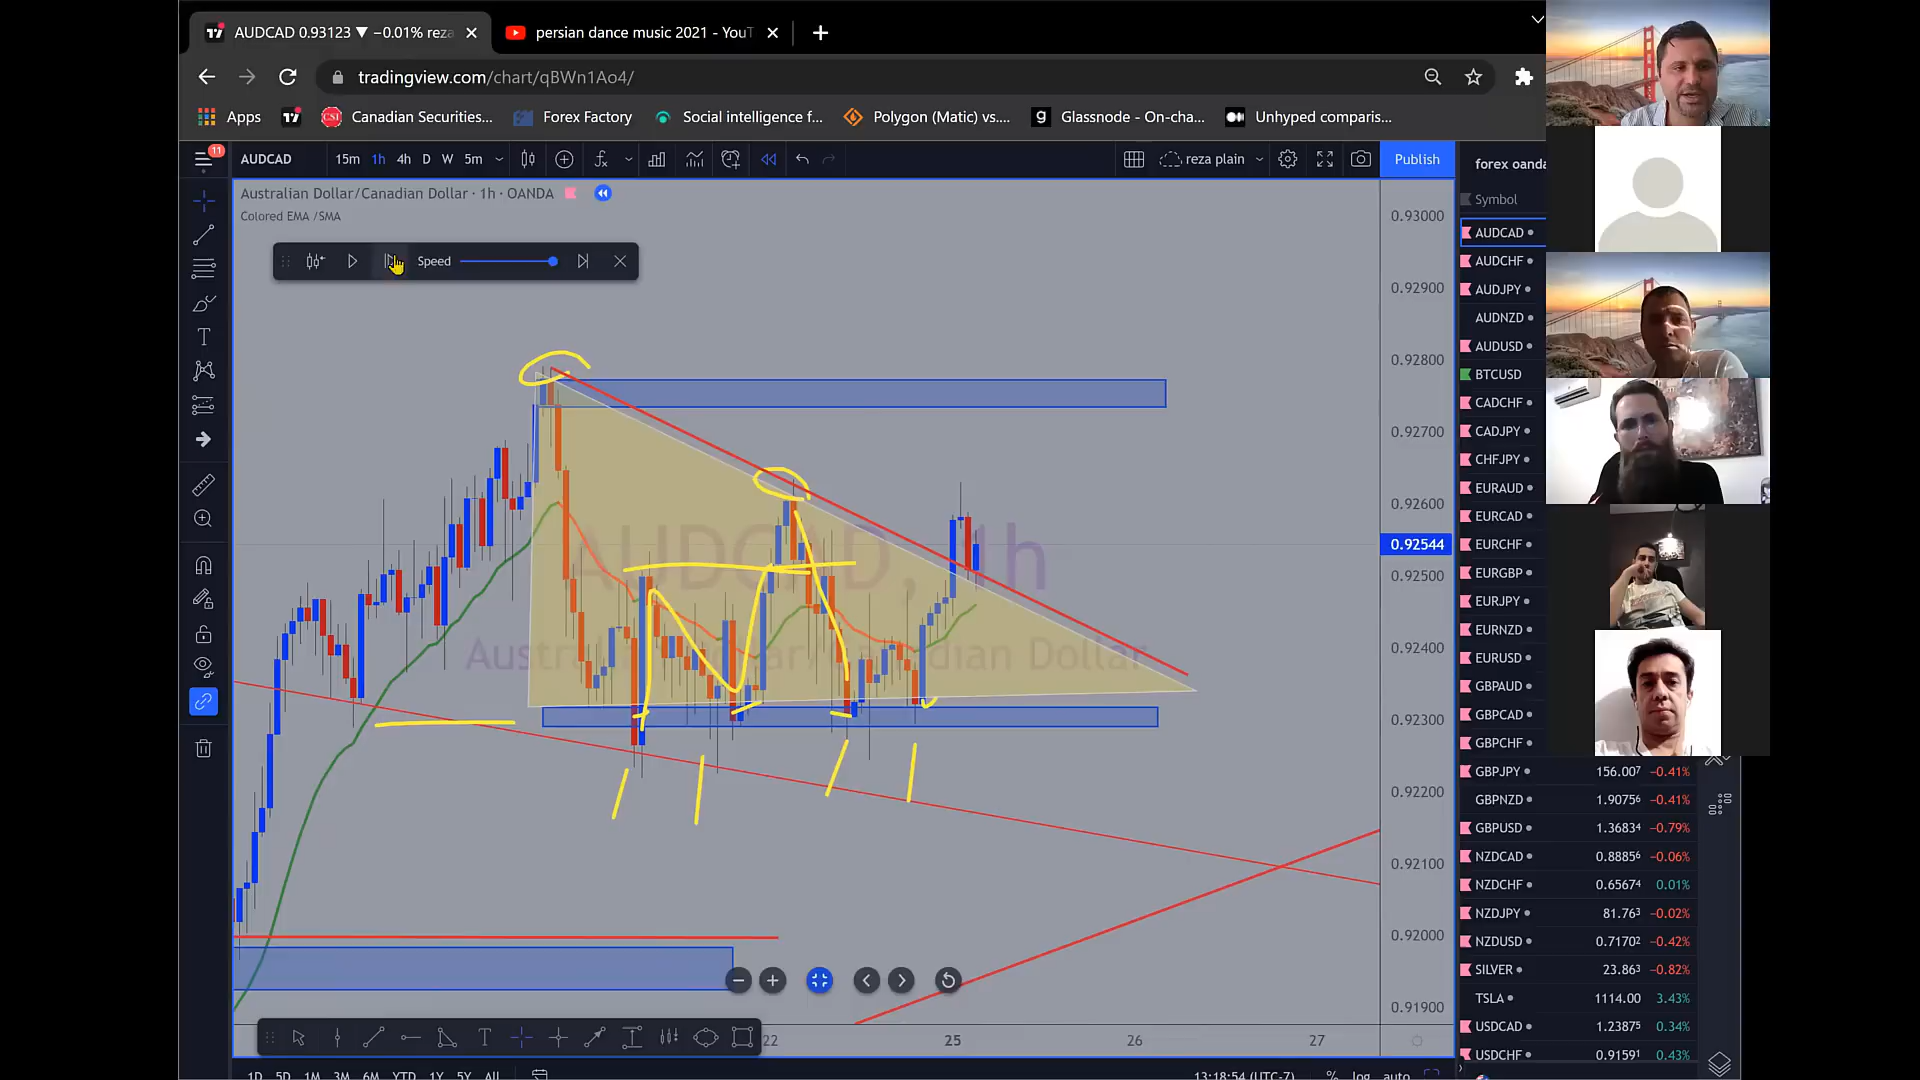 AUDCAD 0.93123 ▼ −0.01% reza
persian dance music 2021 - YouT
tradingview.com/chart/qBWn1Ao4/
Apps
Canadian Securities...
Forex Factory
Social intelligence f...
Polygon (Matic) vs....
Glassnode - On-cha...
Unhyped comparis...
11
AUDCAD 15m 1h 4h D W 5m
reza plain
Publish
forex oanda
Australian Dollar/Canadian Dollar · 1h · OANDA
Colored EMA /SMA
Speed
Symbol
AUDCAD
AUDCHF
AUDJPY
AUDNZD
AUDUSD
BTCUSD
CADCHF
CADJPY
CHFJPY
EURAUD
EURCAD
EURCHF
EURGBP
EURJPY
EURNZD
EURUSD
GBPAUD
GBPCAD
GBPCHF
GBPJPY 156.007 −0.41%
GBPNZD 1.90756 −0.41%
GBPUSD 1.36834 −0.79%
NZDCAD 0.88856 −0.06%
NZDCHF 0.65674 0.01%
NZDJPY 81.763 −0.02%
NZDUSD 0.71702 −0.42%
SILVER 23.863 −0.82%
TSLA 1114.00 3.43%
USDCAD 1.23875 0.34%
USDCHF 0.91591 0.43%
0.93000
0.92900
0.92800
0.92700
0.92600
0.92544
0.92500
0.92400
0.92300
0.92200
0.92100
0.92000
0.91900
AUDCAD, 1h
Australian Dollar/Canadian Dollar
22 25 26 27
1D 5D 1M 3M 6M YTD 1Y 5Y All
13:18:54 (UTC-7) % log auto